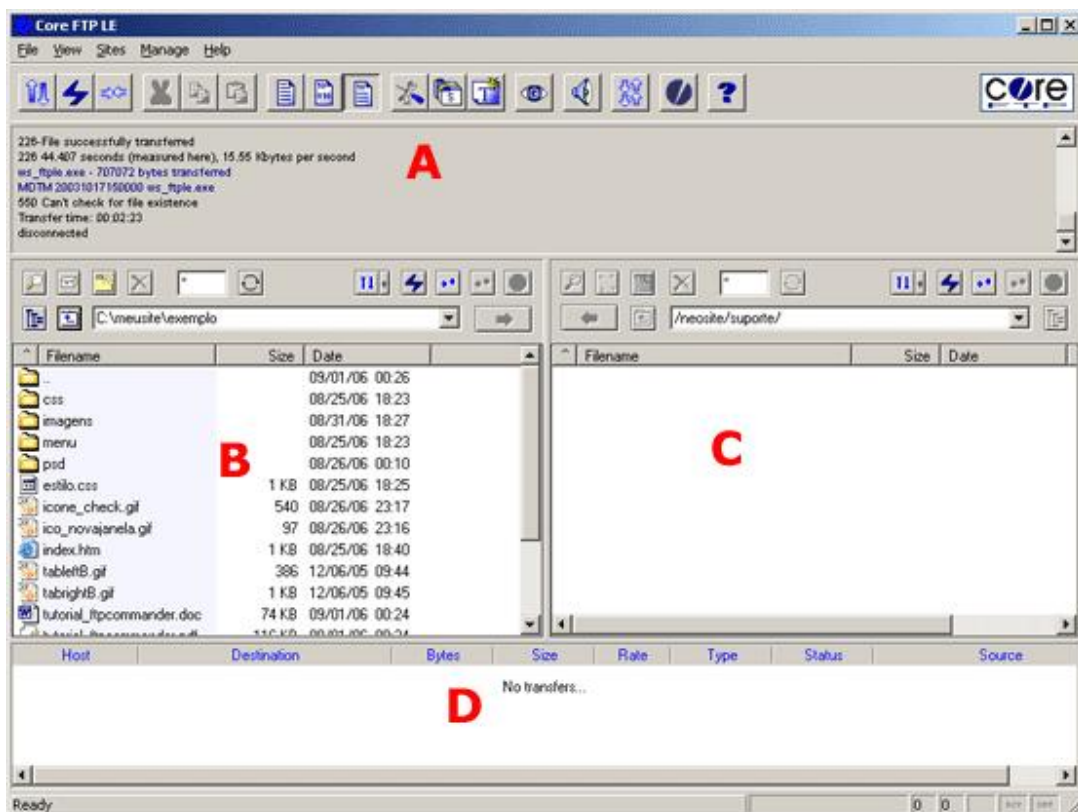 Core FTP LE
File View Sites Manage Help
core
226-File successfully transferred
226 44.407 seconds (measured here), 15.55 Kbytes per second
ws_ftple.exe - 707072 bytes transferred
MDTM 20031017150000 ws_ftple.exe
550 Can't check for file existence
Transfer time: 00:02:23
disconnected
A
C:\meusite\exemplo
/neosite/suporte/
^ Filename Size Date
^ Filename Size Date
.. 09/01/06 00:26
css 08/25/06 18:23
imagens 08/31/06 18:27
menu 08/25/06 18:23
psd 08/26/06 00:10
estilo.css 1 KB 08/25/06 18:25
icone_check.gif 540 08/26/06 23:17
ico_novajanela.gif 97 08/26/06 23:16
index.htm 1 KB 08/25/06 18:40
tableftB.gif 386 12/06/05 09:44
tabrightB.gif 1 KB 12/06/05 09:45
tutorial_ftpcommander.doc 74 KB 09/01/06 00:24
B
C
Host Destination Bytes Size Rate Type Status Source
No transfers...
D
Ready 0 0